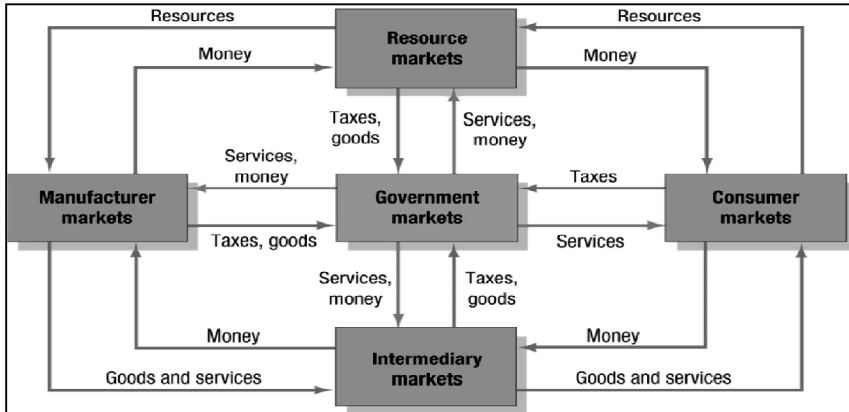 Resources
Resources
Resource
markets
Money
Money
Taxes,
goods
Services,
money
Services,
money
Taxes
Manufacturer
markets
Government
markets
Consumer
markets
Taxes, goods
Services
Services,
money
Taxes,
goods
Money
Money
Intermediary
markets
Goods and services
Goods and services